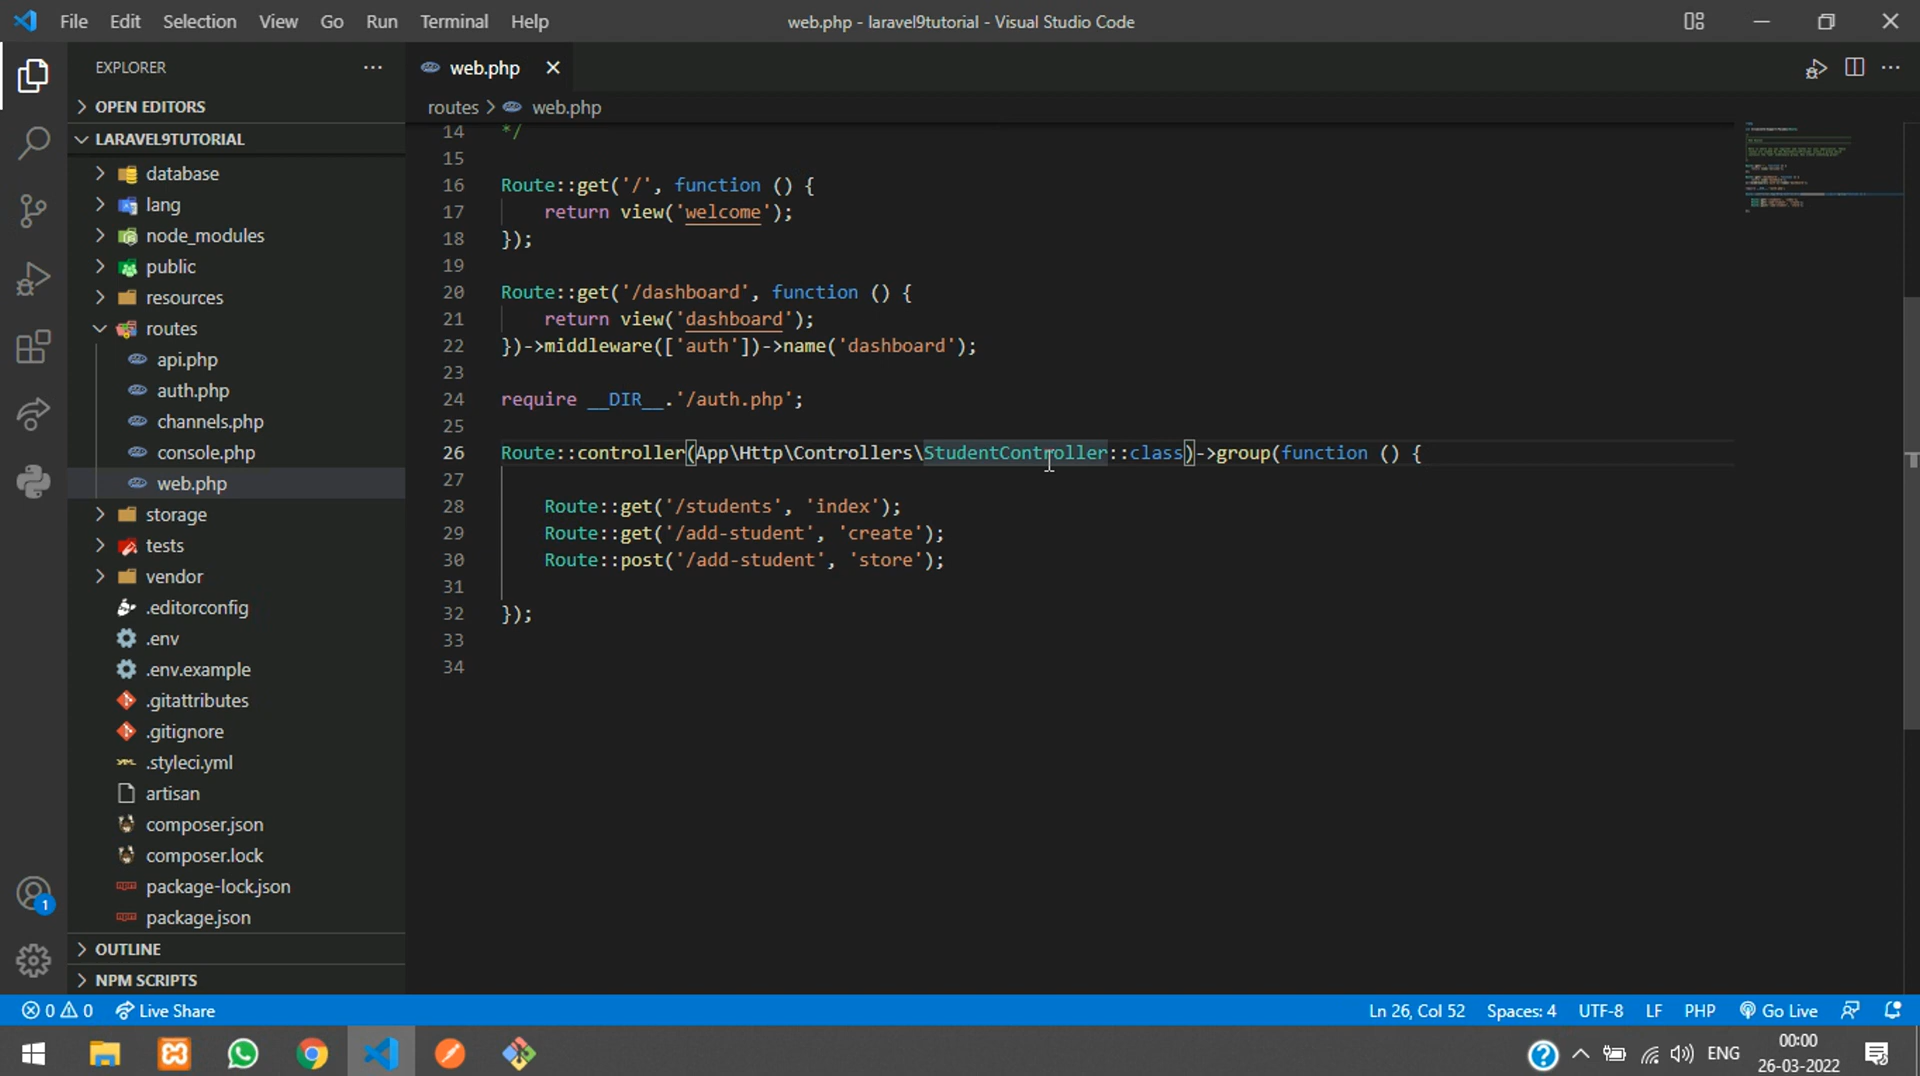 File Edit Selection View Go Run Terminal Help
web.php - laravel9tutorial - Visual Studio Code
EXPLORER
OPEN EDITORS
LARAVEL9TUTORIAL
database
lang
node_modules
public
resources
routes
api.php
auth.php
channels.php
console.php
web.php
storage
tests
vendor
.editorconfig
.env
.env.example
.gitattributes
.gitignore
.styleci.yml
artisan
composer.json
composer.lock
package-lock.json
package.json
OUTLINE
NPM SCRIPTS
1
web.php
routes > web.php
14 */
15
16 Route::get('/', function () {
17 return view('welcome');
18 });
19
20 Route::get('/dashboard', function () {
21 return view('dashboard');
22 })->middleware(['auth'])->name('dashboard');
23
24 require __DIR__.'/auth.php';
25
26 Route::controller(App\Http\Controllers\StudentController::class)->group(function () {
27
28 Route::get('/students', 'index');
29 Route::get('/add-student', 'create');
30 Route::post('/add-student', 'store');
31
32 });
33
34
0 0 Live Share
Ln 26, Col 52 Spaces: 4 UTF-8 LF PHP Go Live
ENG
00:00
26-03-2022